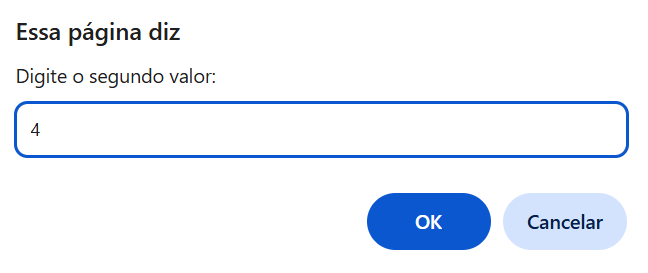 Essa página diz
Digite o segundo valor:
4
OK
Cancelar